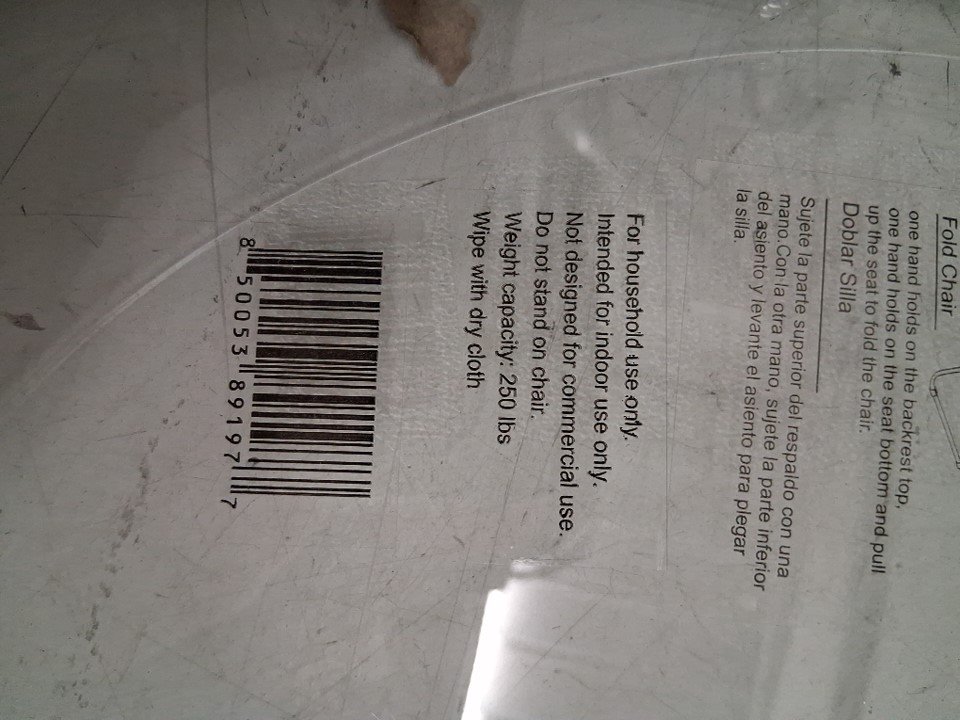 Fold Chair
one hand holds on the backrest top,
one hand holds on the seat bottom and pull
up the seat to fold the chair.
Doblar Silla
Sujete la parte superior del respaldo con una
mano.Con la otra mano, sujete la parte inferior
del asiento y levante el asiento para plegar
la silla.
For household use only.
Intended for indoor use only.
Not designed for commercial use.
Do not stand on chair.
Weight capacity: 250 lbs
Wipe with dry cloth
8 50053 89197 7